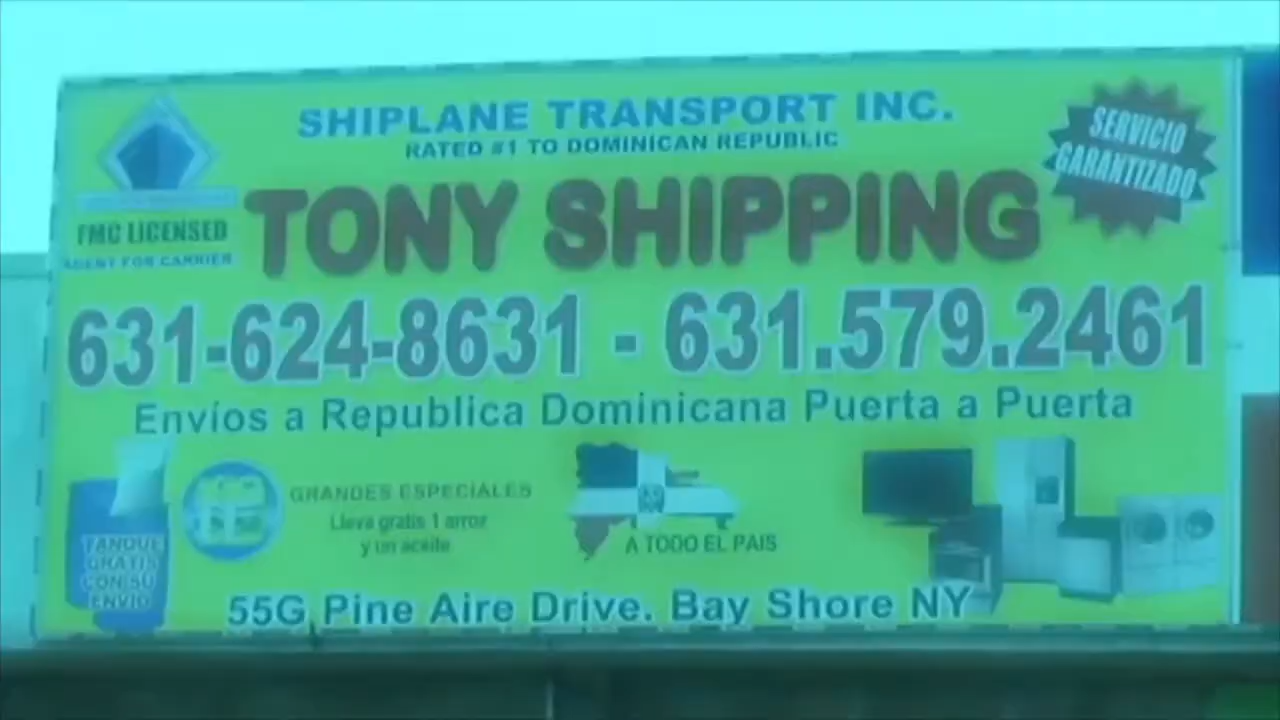 SHIPLANE TRANSPORT INC.
RATED #1 TO DOMINICAN REPUBLIC
SERVICIO
GARANTIZADO
TONY SHIPPING
FMC LICENSED
AGENT FOR CARRIER
631-624-8631 - 631.579.2461
Envíos a Republica Dominicana Puerta a Puerta
GRANDES ESPECIALES
Lleva gratis 1 arroz
y un aceite
A TODO EL PAIS
TANQUE
GRATIS
CON SU
ENVIO
55G Pine Aire Drive. Bay Shore NY